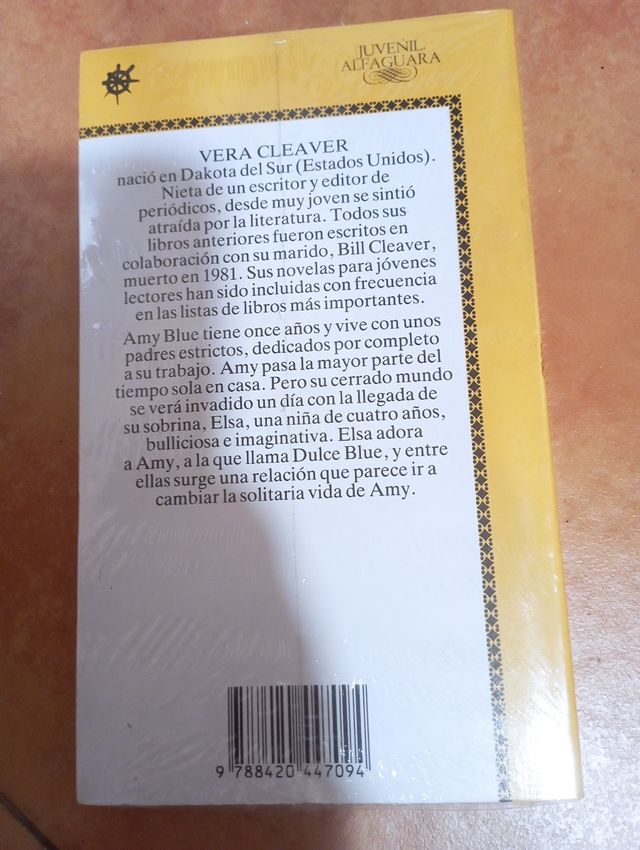 JUVENIL
ALFAGUARA
VERA CLEAVER
nació en Dakota del Sur (Estados Unidos).
Nieta de un escritor y editor de
periódicos, desde muy joven se sintió
atraída por la literatura. Todos sus
libros anteriores fueron escritos en
colaboración con su marido, Bill Cleaver,
muerto en 1981. Sus novelas para jóvenes
lectores han sido incluidas con frecuencia
en las listas de libros más importantes.
Amy Blue tiene once años y vive con unos
padres estrictos, dedicados por completo
a su trabajo. Amy pasa la mayor parte del
tiempo sola en casa. Pero su cerrado mundo
se verá invadido un día con la llegada de
su sobrina, Elsa, una niña de cuatro años,
bulliciosa e imaginativa. Elsa adora
a Amy, a la que llama Dulce Blue, y entre
ellas surge una relación que parece ir a
cambiar la solitaria vida de Amy.
9 788420 447094